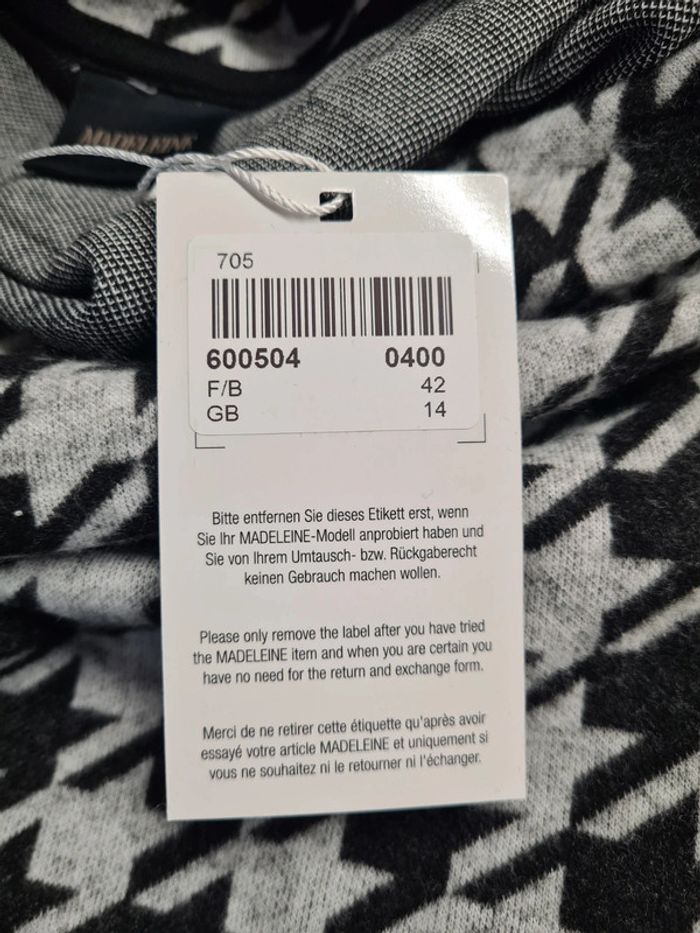 MADELEINE
705
600504 0400
F/B 42
GB 14
Bitte entfernen Sie dieses Etikett erst, wenn
Sie Ihr MADELEINE-Modell anprobiert haben und
Sie von Ihrem Umtausch- bzw. Rückgaberecht
keinen Gebrauch machen wollen.
Please only remove the label after you have tried
the MADELEINE item and when you are certain you
have no need for the return and exchange form.
Merci de ne retirer cette étiquette qu'après avoir
essayé votre article MADELEINE et uniquement si
vous ne souhaitez ni le retourner ni l'échanger.